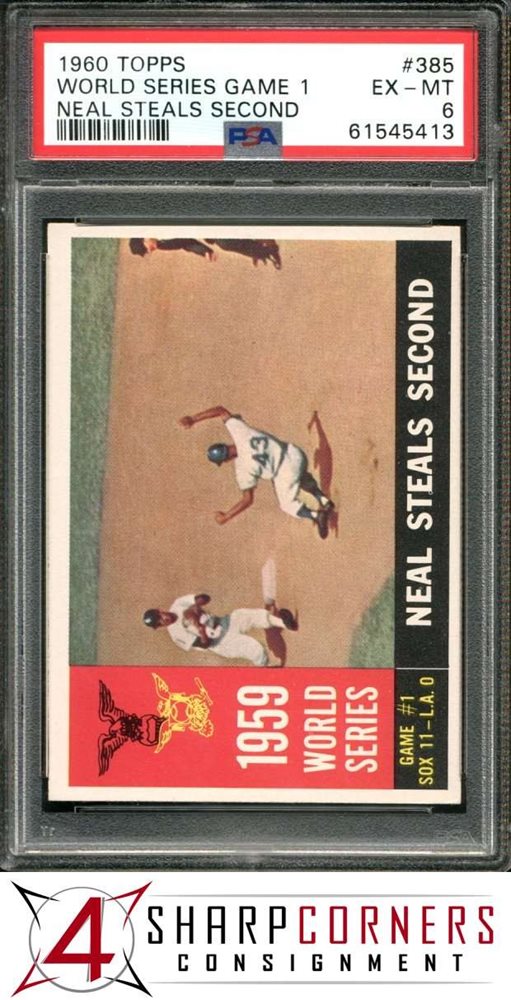 1960 TOPPS #385
WORLD SERIES GAME 1 EX - MT
NEAL STEALS SECOND 6
PSA 61545413
43
NEAL STEALS SECOND
1959
WORLD
SERIES
GAME #1
SOX 11-L.A. 0
4 SHARPCORNERS
CONSIGNMENT